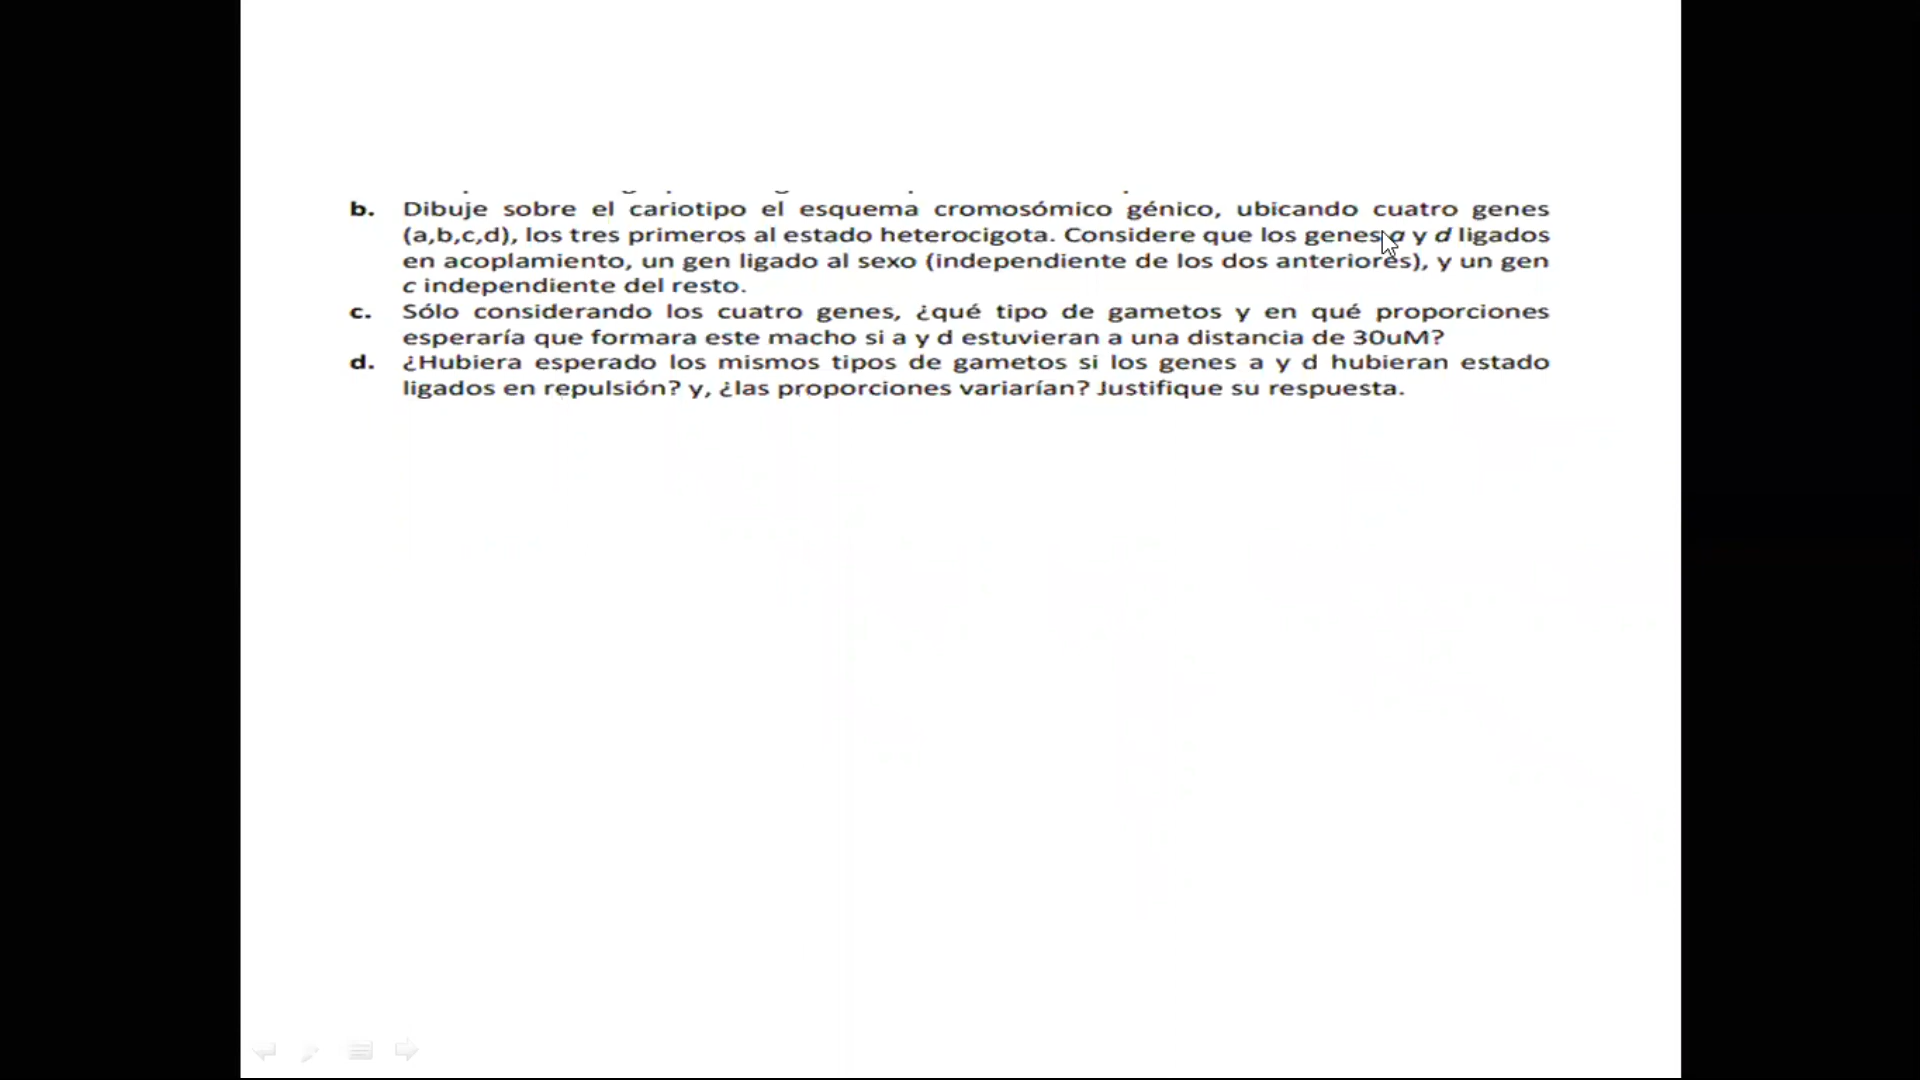 b. Dibuje sobre el cariotipo el esquema cromosómico génico, ubicando cuatro genes
(a,b,c,d), los tres primeros al estado heterocigota. Considere que los genes a y d ligados
en acoplamiento, un gen ligado al sexo (independiente de los dos anteriores), y un gen
c independiente del resto.
c. Sólo considerando los cuatro genes, ¿qué tipo de gametos y en qué proporciones
esperaría que formara este macho si a y d estuvieran a una distancia de 30uM?
d. ¿Hubiera esperado los mismos tipos de gametos si los genes a y d hubieran estado
ligados en repulsión? y, ¿las proporciones variarían? Justifique su respuesta.